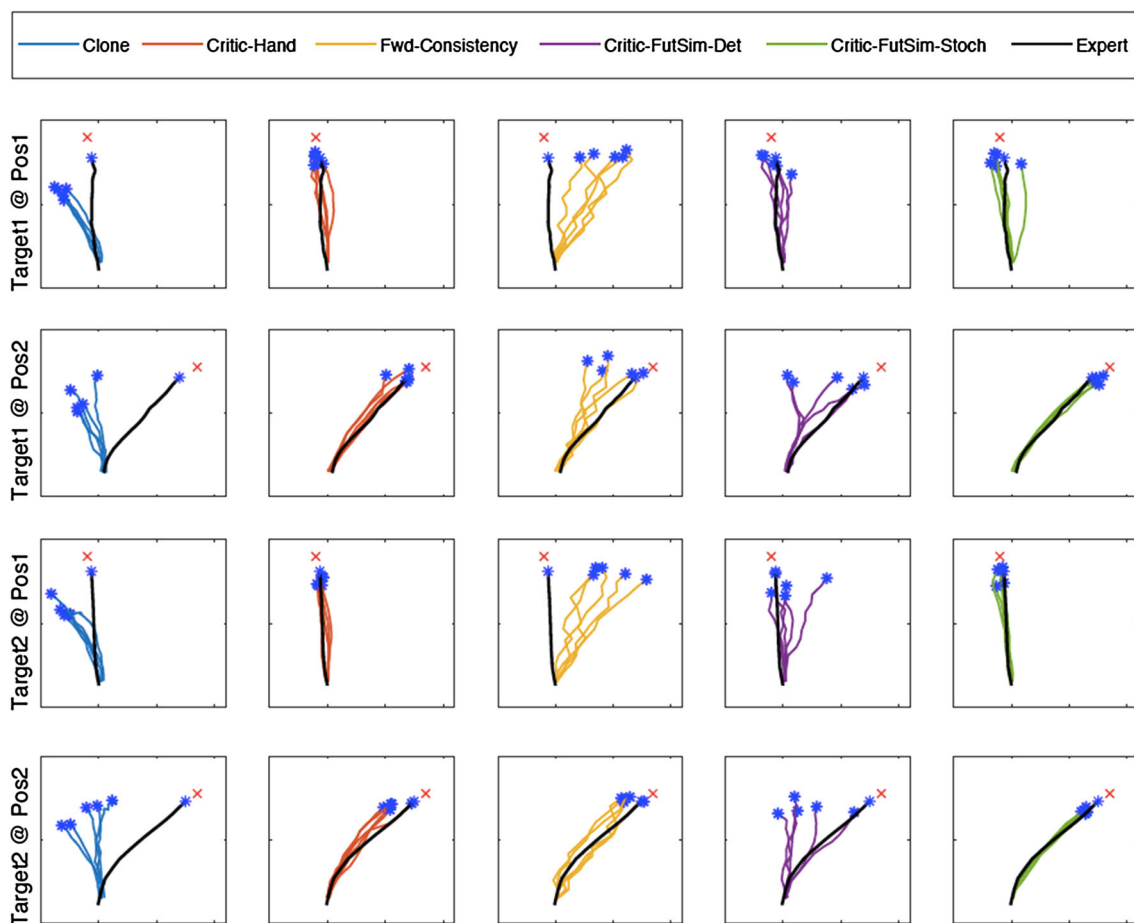 Clone Critic-Hand Fwd-Consistency Critic-FutSim-Det Critic-FutSim-Stoch Expert
Target1 @ Pos1
Target1 @ Pos2
Target2 @ Pos1
Target2 @ Pos2